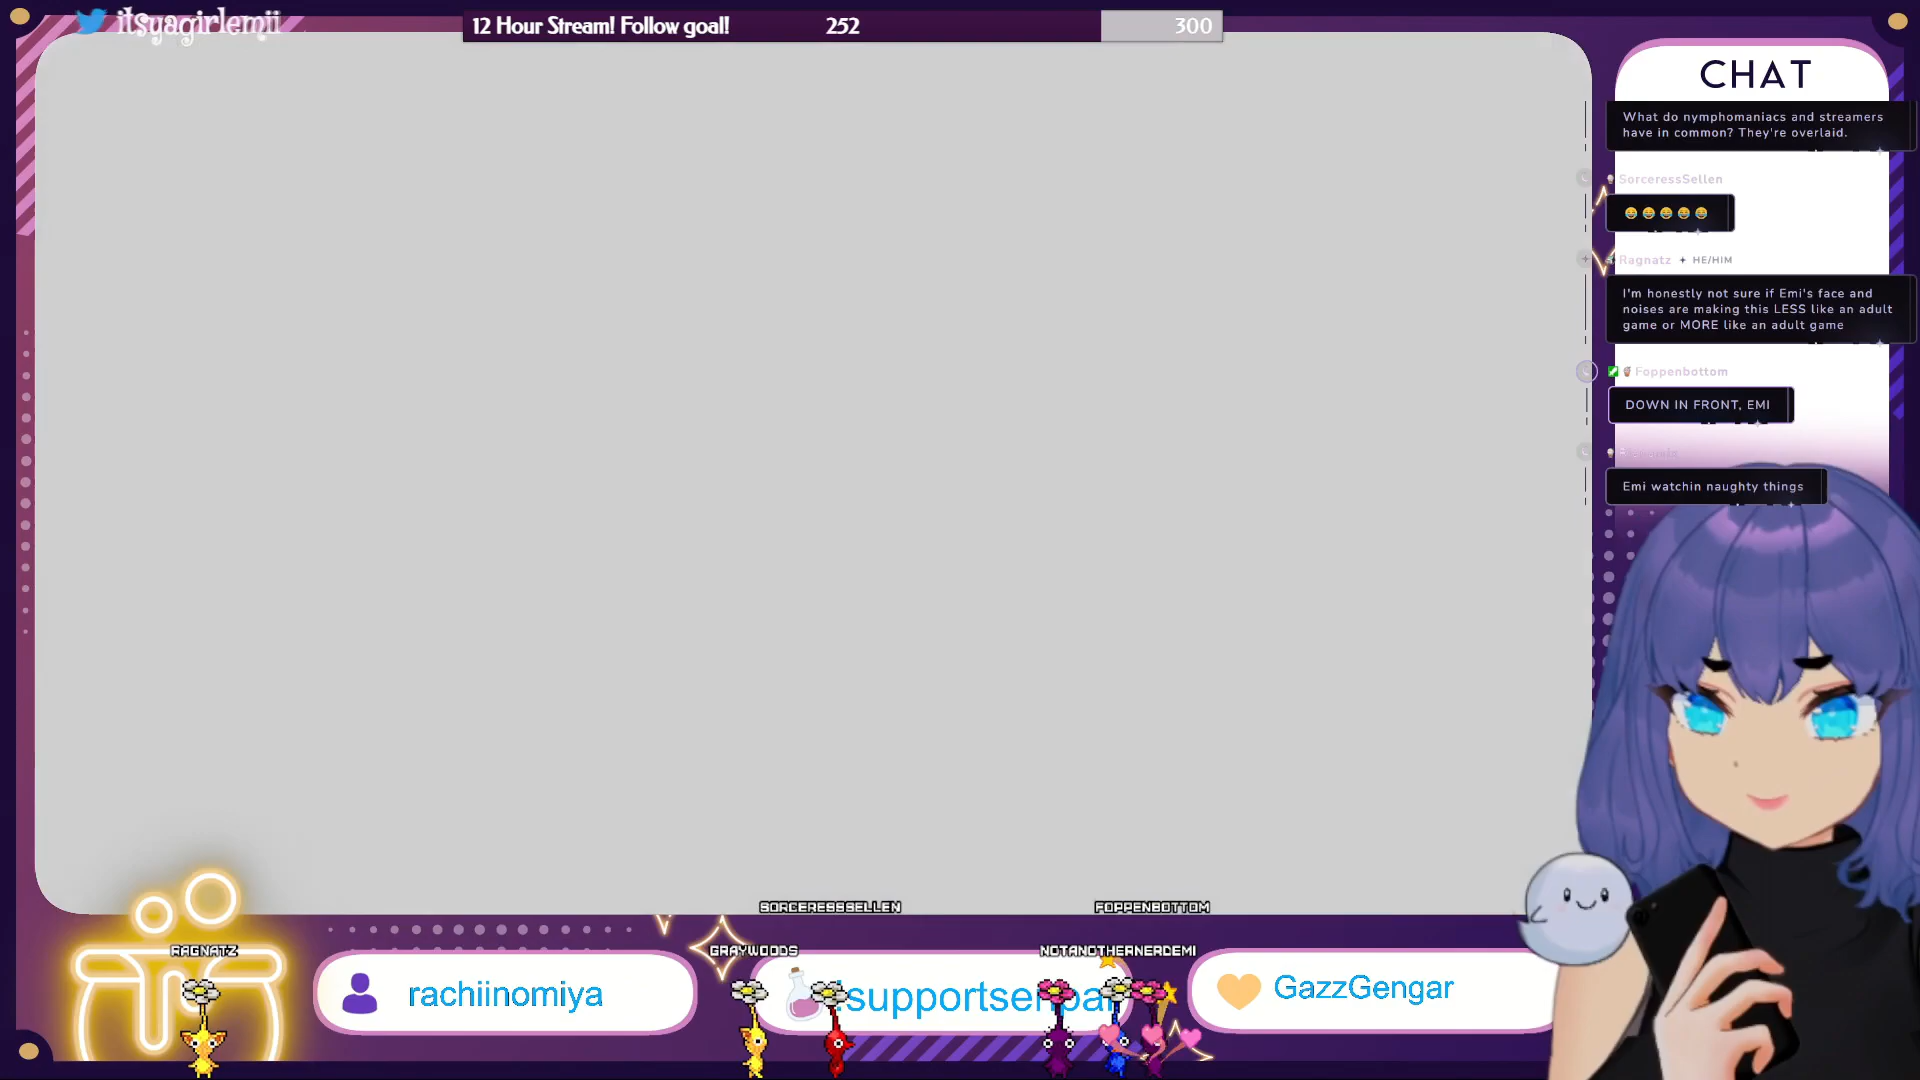 itsyagirlemii
12 Hour Stream! Follow goal! 252 300
CHAT
What do nymphomaniacs and streamers
have in common? They're overlaid.
SorceressSellen
😂😂😂😂😂
Ragnatz ✦ HE/HIM
I'm honestly not sure if Emi's face and
noises are making this LESS like an adult
game or MORE like an adult game
Foppenbottom
DOWN IN FRONT, EMI
Emi watchin naughty things
SORCERESSSELLEN
FOPPENBOTTOM
RAGNATZ
GRAYWOODS
NOTANOTHERNERDEMI
rachiinomiya
GazzGengar